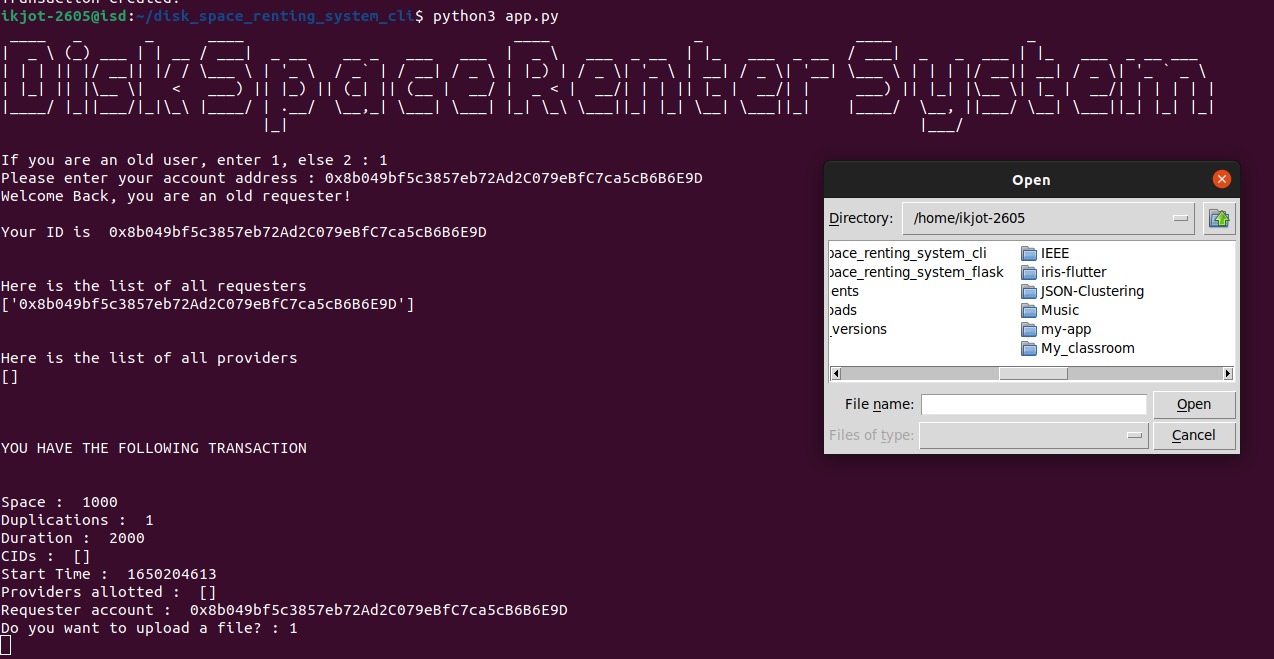 Transaction created.
ikjot-2605@isd:~/disk_space_renting_system_cli$ python3 app.py
Disk Space Renter System
If you are an old user, enter 1, else 2 : 1
Please enter your account address : 0x8b049bf5c3857eb72Ad2C079eBfC7ca5cB6B6E9D
Welcome Back, you are an old requester!
Your ID is  0x8b049bf5c3857eb72Ad2C079eBfC7ca5cB6B6E9D
Here is the list of all requesters
['0x8b049bf5c3857eb72Ad2C079eBfC7ca5cB6B6E9D']
Here is the list of all providers
[]
YOU HAVE THE FOLLOWING TRANSACTION
Space :  1000
Duplications :  1
Duration :  2000
CIDs :  []
Start Time :  1650204613
Providers allotted :  []
Requester account :  0x8b049bf5c3857eb72Ad2C079eBfC7ca5cB6B6E9D
Do you want to upload a file? : 1
Open
Directory: /home/ikjot-2605
pace_renting_system_cli
pace_renting_system_flask
ents
oads
_versions
IEEE
iris-flutter
JSON-Clustering
Music
my-app
My_classroom
File name:
Open
Files of type:
Cancel